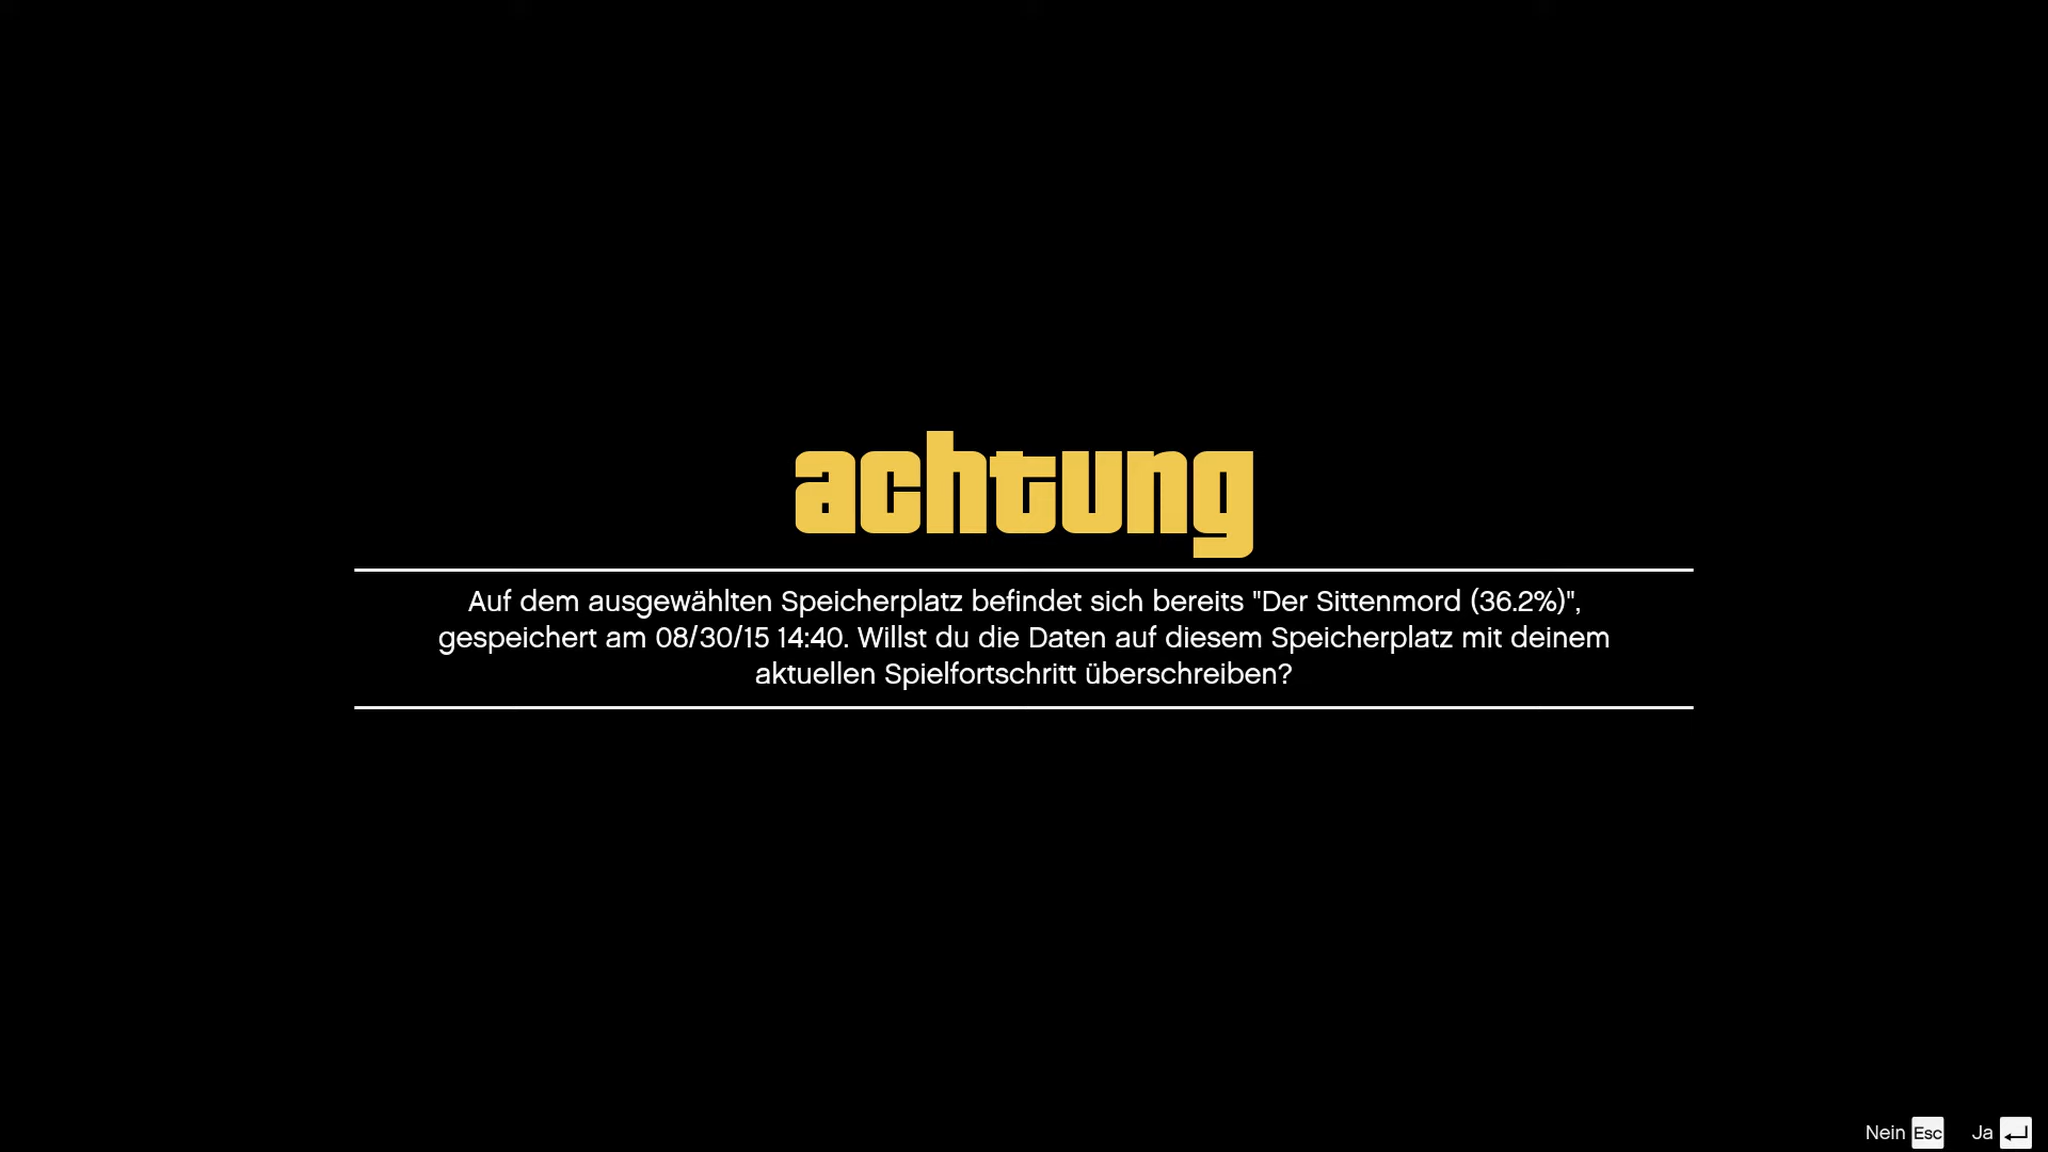 achtung
Auf dem ausgewählten Speicherplatz befindet sich bereits "Der Sittenmord (36.2%)",
gespeichert am 08/30/15 14:40. Willst du die Daten auf diesem Speicherplatz mit deinem
aktuellen Spielfortschritt überschreiben?
Nein Esc Ja